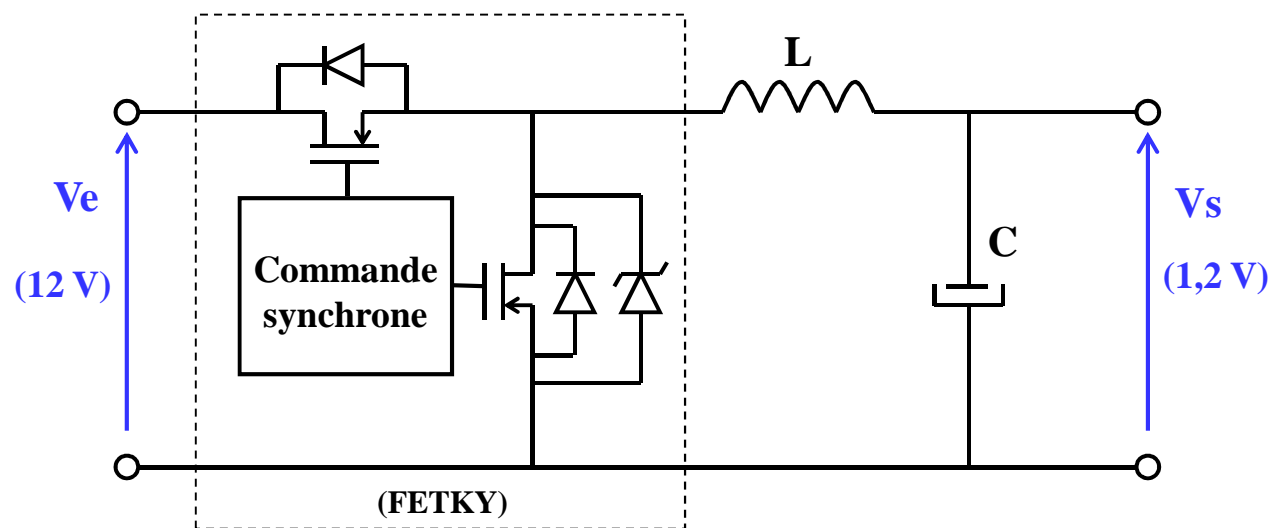 L
Ve
(12 V)
Commande
synchrone
C
Vs
(1,2 V)
(FETKY)